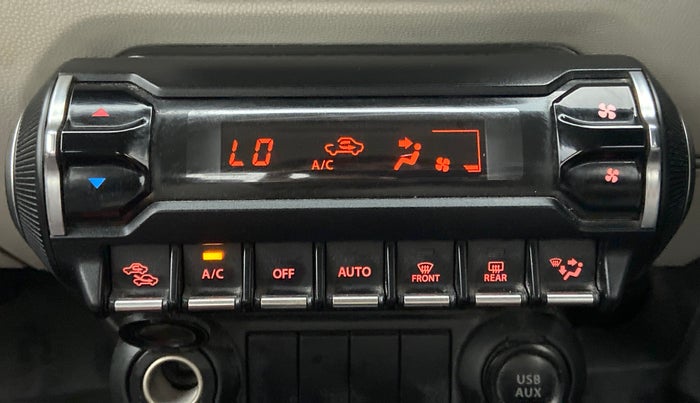 LO
A/C
A/C
OFF
AUTO
FRONT
REAR
USB
AUX